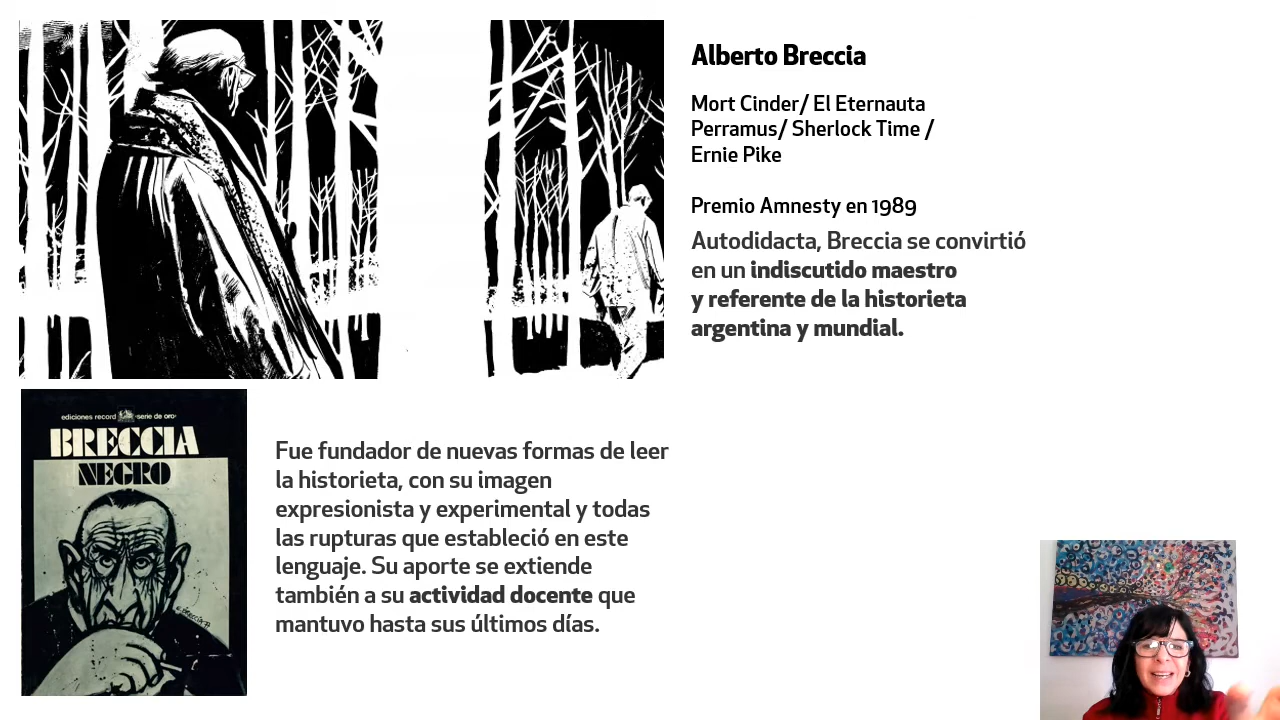 Alberto Breccia
Mort Cinder/ El Eternauta
Perramus/ Sherlock Time /
Ernie Pike
Premio Amnesty en 1989
Autodidacta, Breccia se convirtió
en un indiscutido maestro
y referente de la historieta
argentina y mundial.
ediciones record serie de oro
BRECCIA
NEGRO
Fue fundador de nuevas formas de leer
la historieta, con su imagen
expresionista y experimental y todas
las rupturas que estableció en este
lenguaje. Su aporte se extiende
también a su actividad docente que
mantuvo hasta sus últimos días.